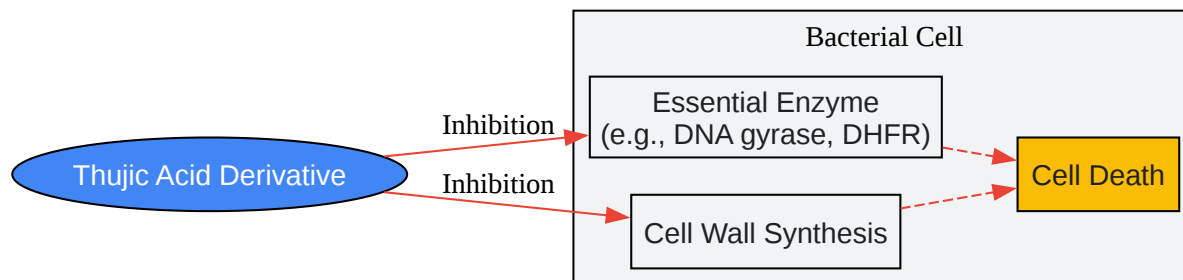 Bacterial Cell
Thujic Acid Derivative
Inhibition
Inhibition
Essential Enzyme
(e.g., DNA gyrase, DHFR)
Cell Wall Synthesis
Cell Death